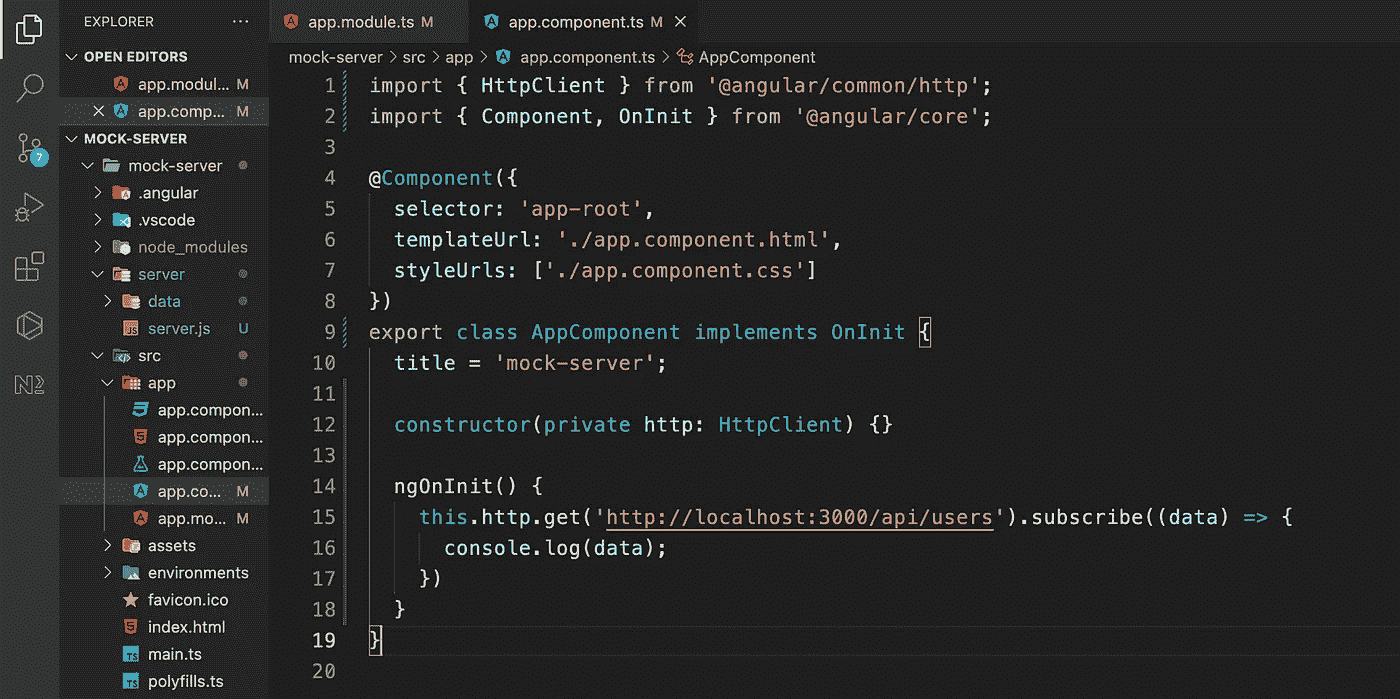 EXPLORER ...
OPEN EDITORS
app.modul... M
app.comp... M
MOCK-SERVER
7
mock-server
.angular
.vscode
node_modules
server
data
JS server.js U
src
app
app.compon...
app.compon...
app.compon...
app.co... M
app.mo... M
assets
environments
favicon.ico
index.html
TS main.ts
TS polyfills.ts
app.module.ts M
app.component.ts M
mock-server > src > app > app.component.ts > AppComponent
1 import { HttpClient } from '@angular/common/http';
2 import { Component, OnInit } from '@angular/core';
3
4 @Component({
5 selector: 'app-root',
6 templateUrl: './app.component.html',
7 styleUrls: ['./app.component.css']
8 })
9 export class AppComponent implements OnInit {
10 title = 'mock-server';
11
12 constructor(private http: HttpClient) {}
13
14 ngOnInit() {
15 this.http.get('http://localhost:3000/api/users').subscribe((data) => {
16 console.log(data);
17 })
18 }
19 }
20